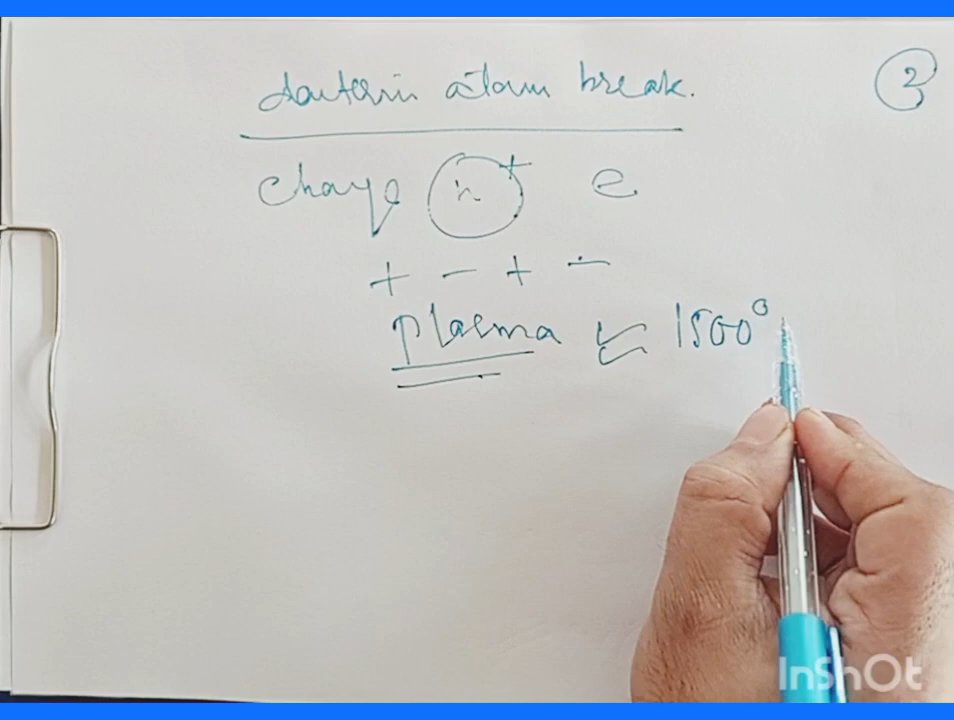 2
dauterin atom break.
charge n + e
+ - + -
plasma 1500°
InShOt